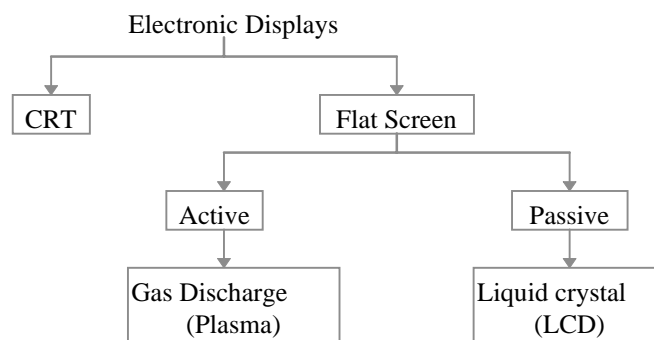 Electronic Displays
CRT
Flat Screen
Active
Passive
Gas Discharge
(Plasma)
Liquid crystal
(LCD)